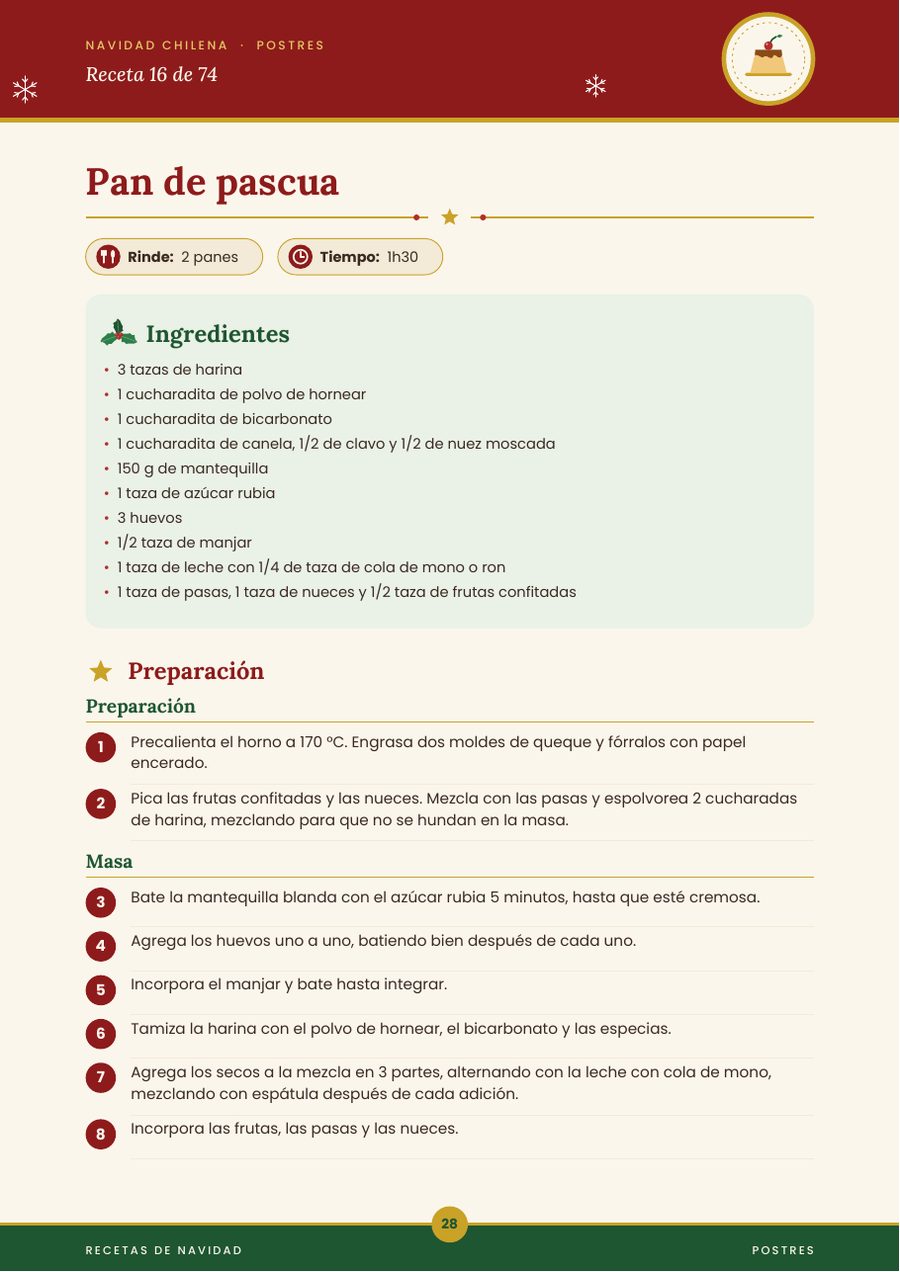 NAVIDAD CHILENA · POSTRES
Receta 16 de 74
Pan de pascua
Rinde: 2 panes
Tiempo: 1h30
Ingredientes
• 3 tazas de harina
• 1 cucharadita de polvo de hornear
• 1 cucharadita de bicarbonato
• 1 cucharadita de canela, 1/2 de clavo y 1/2 de nuez moscada
• 150 g de mantequilla
• 1 taza de azúcar rubia
• 3 huevos
• 1/2 taza de manjar
• 1 taza de leche con 1/4 de taza de cola de mono o ron
• 1 taza de pasas, 1 taza de nueces y 1/2 taza de frutas confitadas
Preparación
Preparación
1 Precalienta el horno a 170 °C. Engrasa dos moldes de queque y fórralos con papel
encerado.
2 Pica las frutas confitadas y las nueces. Mezcla con las pasas y espolvorea 2 cucharadas
de harina, mezclando para que no se hundan en la masa.
Masa
3 Bate la mantequilla blanda con el azúcar rubia 5 minutos, hasta que esté cremosa.
4 Agrega los huevos uno a uno, batiendo bien después de cada uno.
5 Incorpora el manjar y bate hasta integrar.
6 Tamiza la harina con el polvo de hornear, el bicarbonato y las especias.
7 Agrega los secos a la mezcla en 3 partes, alternando con la leche con cola de mono,
mezclando con espátula después de cada adición.
8 Incorpora las frutas, las pasas y las nueces.
28
RECETAS DE NAVIDAD
POSTRES